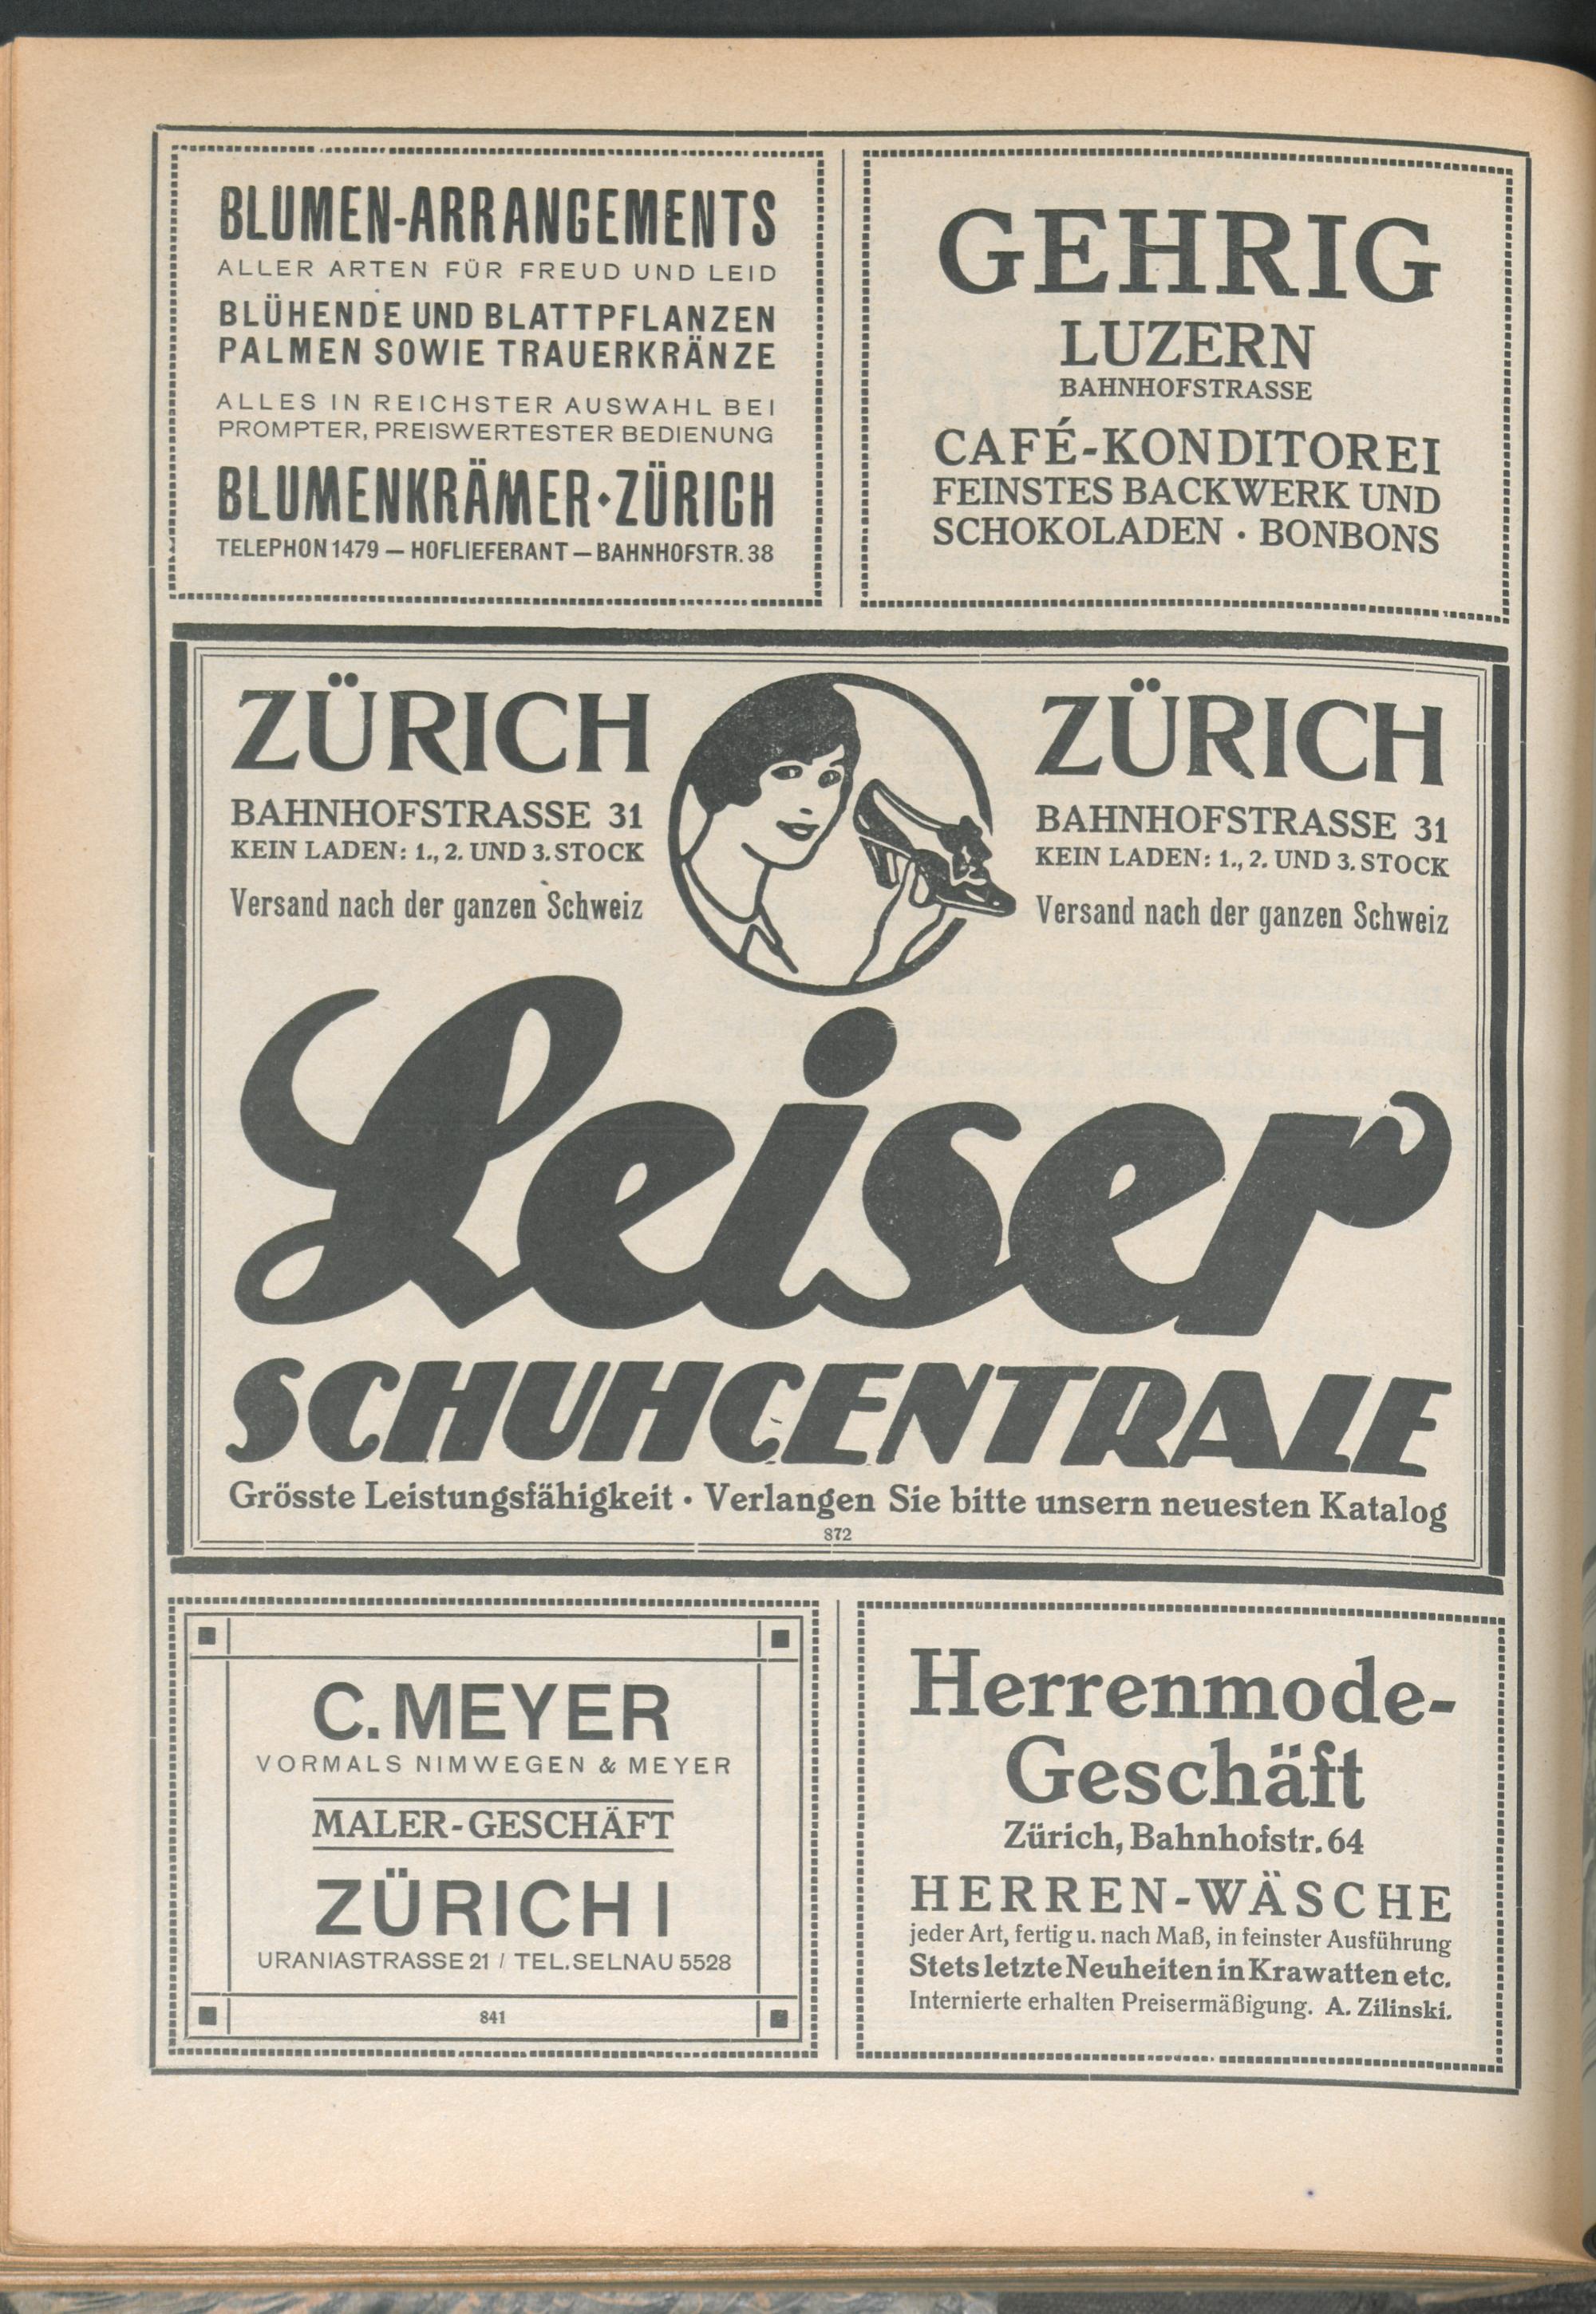 BLUMEN-ARRANGEMENTS
ALLER ARTEN FÜR FREUD UND LEID
BLÜHENDE UND BLATTPFLANZEN
PALMEN SOWIE TRAUERKRÄNZE
ALLES IN REICHSTER AUSWAHL BEI
PROMPTER, PREISWERTESTER BEDIENUNG
BLUMENKRÄMER·ZÜRICH
TELEPHON 1479 — HOFLIEFERANT — BAHNHOFSTR. 38
GEHRIG
LUZERN
BAHNHOFSTRASSE
CAFÉ-KONDITOREI
FEINSTES BACKWERK UND
SCHOKOLADEN · BONBONS
ZÜRICH
BAHNHOFSTRASSE 31
KEIN LADEN: 1., 2. UND 3. STOCK
Versand nach der ganzen Schweiz
ZÜRICH
BAHNHOFSTRASSE 31
KEIN LADEN: 1., 2. UND 3. STOCK
Versand nach der ganzen Schweiz
Leiser
SCHUHCENTRALE
Grösste Leistungsfähigkeit · Verlangen Sie bitte unsern neuesten Katalog
872
C. MEYER
VORMALS NIMWEGEN & MEYER
MALER-GESCHÄFT
ZÜRICH I
URANIASTRASSE 21 / TEL. SELNAU 5528
841
Herrenmode-
Geschäft
Zürich, Bahnhofstr. 64
HERREN-WÄSCHE
jeder Art, fertig u. nach Maß, in feinster Ausführung
Stets letzte Neuheiten in Krawatten etc.
Internierte erhalten Preisermäßigung. A. Zilinski.